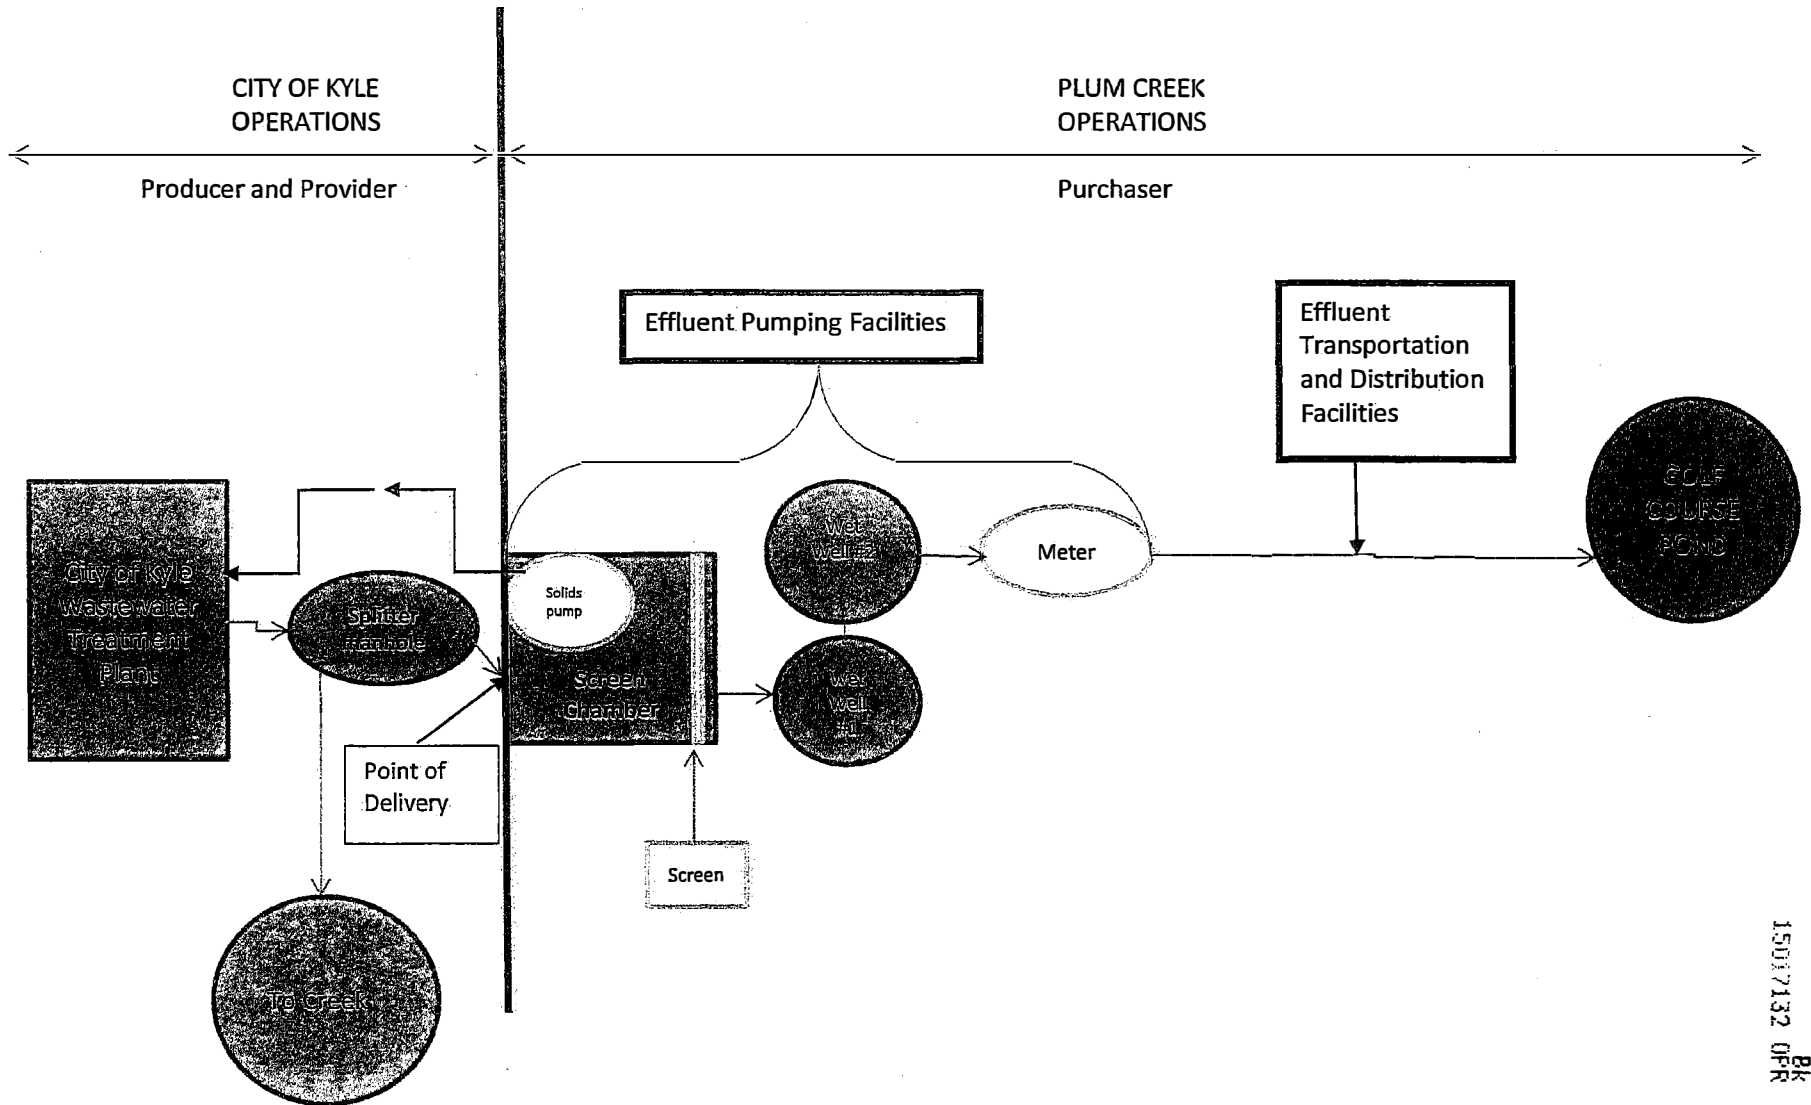 CITY OF KYLE
OPERATIONS
PLUM CREEK
OPERATIONS
Producer and Provider
Purchaser
Effluent Pumping Facilities
Effluent
Transportation
and Distribution
Facilities
GOLF
COURSE
POND
City of Kyle
Wastewater
Treatment
Plant
Splitter
manhole
Solids
pump
Screen
Chamber
Wet
Well #2
Meter
Wet
Well
#1
Point of
Delivery
Screen
To Creek
Bk
15017132 OPR